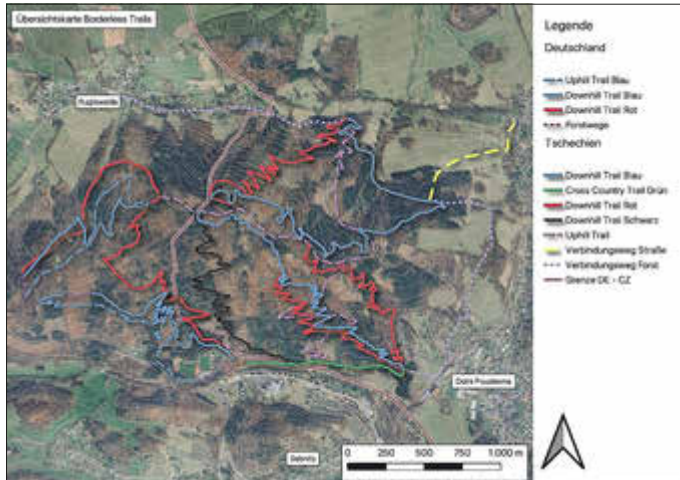 Übersichtskarte Borderless Trails
Legende
Deutschland
Uphill Trail Blau
Downhill Trail Blau
Downhill Trail Rot
Forstwege
Tschechien
Downhill Trail Blau
Cross Country Trail Grün
Downhill Trail Rot
Downhill Trail Schwarz
Uphill Trail
Verbindungsweg Straße
Verbindungsweg Forst
Grenze DE - CZ
Dolní Poustevna
Sebnitz
0 250 500 750 1.000 m